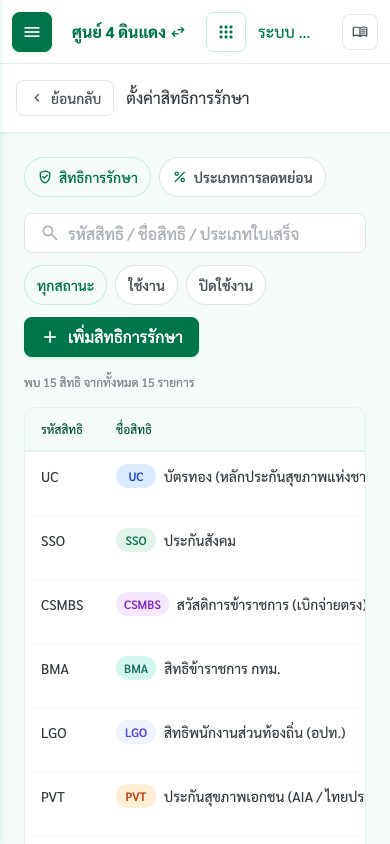 ศูนย์ 4 ดินแดง ระบบ ...
ย้อนกลับ ตั้งค่าสิทธิการรักษา
สิทธิการรักษา ประเภทการลดหย่อน
รหัสสิทธิ / ชื่อสิทธิ / ประเภทใบเสร็จ
ทุกสถานะ ใช้งาน ปิดใช้งาน
เพิ่มสิทธิการรักษา
พบ 15 สิทธิ จากทั้งหมด 15 รายการ
รหัสสิทธิ ชื่อสิทธิ
UC UC บัตรทอง (หลักประกันสุขภาพแห่งชา
SSO SSO ประกันสังคม
CSMBS CSMBS สวัสดิการข้าราชการ (เบิกจ่ายตรง)
BMA BMA สิทธิข้าราชการ กทม.
LGO LGO สิทธิพนักงานส่วนท้องถิ่น (อปท.)
PVT PVT ประกันสุขภาพเอกชน (AIA / ไทยประ